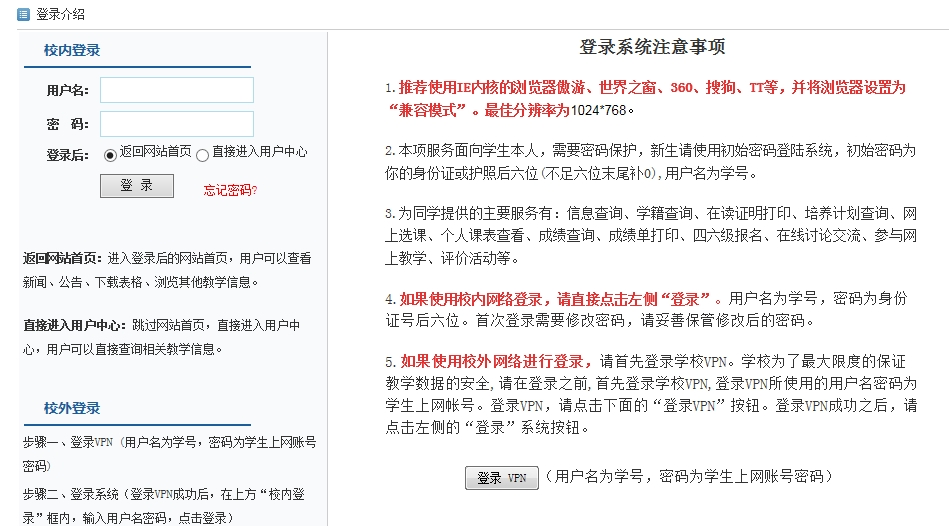 登录介绍
校内登录
用户名：
密 码：
登录后： 返回网站首页 直接进入用户中心
登 录 忘记密码?
返回网站首页：进入登录后的网站首页，用户可以查看
新闻、公告、下载表格、浏览其他教学信息。
直接进入用户中心：跳过网站首页，直接进入用户中
心，用户可以直接查询相关教学信息。
校外登录
步骤一、登录VPN（用户名为学号，密码为学生上网账号
密码）
步骤二、登录系统（登录VPN成功后，在上方“校内登
录”框内，输入用户名密码，点击登录）
登录系统注意事项
1.推荐使用IE内核的浏览器傲游、世界之窗、360、搜狗、TT等，并将浏览器设置为
“兼容模式”。最佳分辨率为1024*768。
2.本项服务面向学生本人，需要密码保护，新生请使用初始密码登陆系统，初始密码为
你的身份证或护照后六位(不足六位末尾补0),用户名为学号。
3.为同学提供的主要服务有：信息查询、学籍查询、在读证明打印、培养计划查询、网
上选课、个人课表查看、成绩查询、成绩单打印、四六级报名、在线讨论交流、参与网
上教学、评价活动等。
4.如果使用校内网络登录，请直接点击左侧“登录”。用户名为学号，密码为身份
证号后六位。首次登录需要修改密码，请妥善保管修改后的密码。
5.如果使用校外网络进行登录，请首先登录学校VPN。学校为了最大限度的保证
教学数据的安全,请在登录之前,首先登录学校VPN,登录VPN所使用的用户名密码为
学生上网帐号。登录VPN，请点击下面的“登录VPN”按钮。登录VPN成功之后，请
点击左侧的“登录”系统按钮。
登录 VPN （用户名为学号，密码为学生上网账号密码）